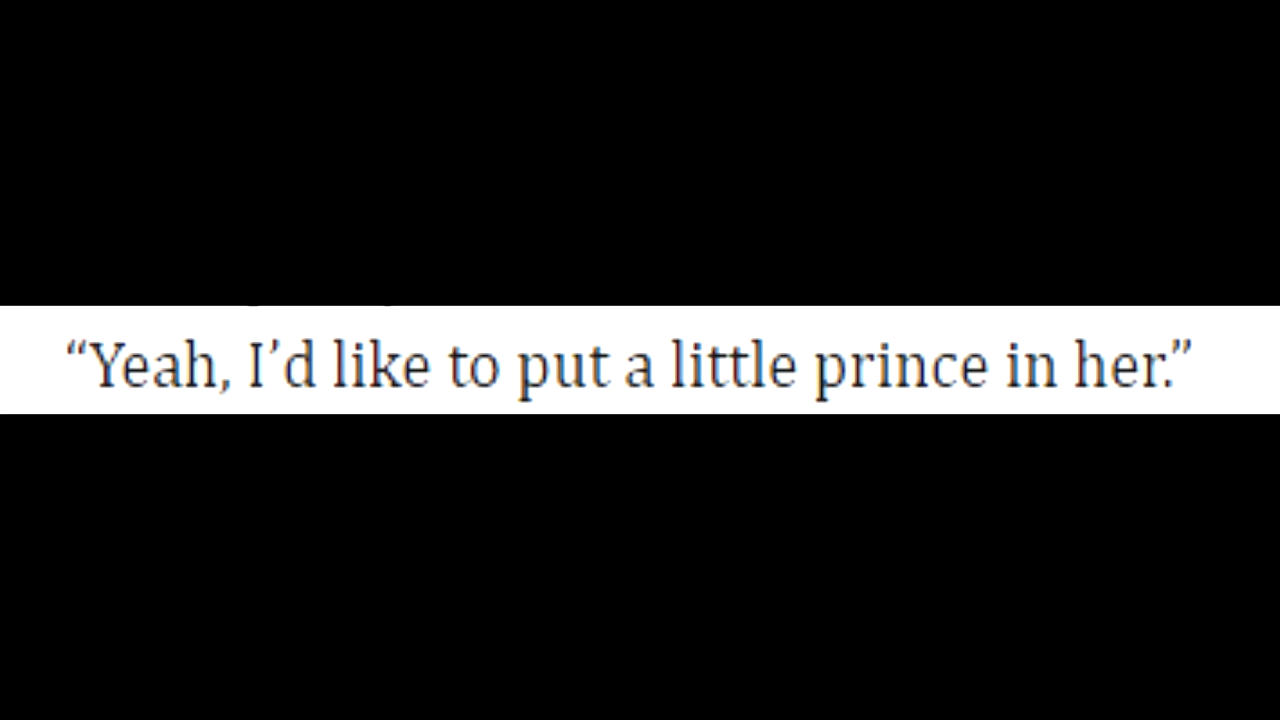 “Yeah, I’d like to put a little prince in her.”